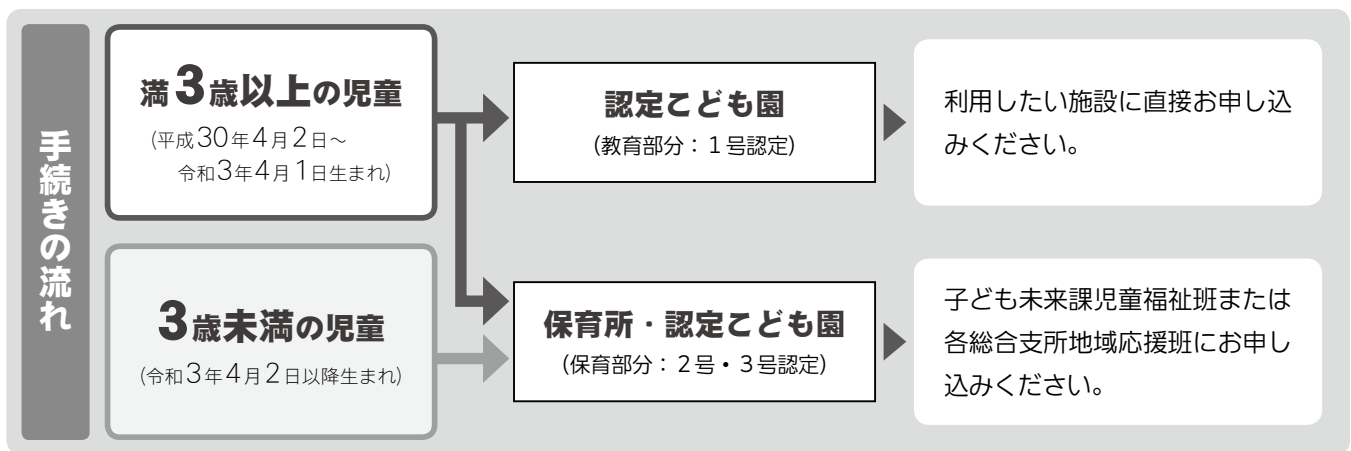 手続きの流れ
満3歳以上の児童
(平成30年4月2日～
令和3年4月1日生まれ)
認定こども園
(教育部分：1号認定)
利用したい施設に直接お申し込
みください。
3歳未満の児童
(令和3年4月2日以降生まれ)
保育所・認定こども園
(保育部分：2号・3号認定)
子ども未来課児童福祉班または
各総合支所地域応援班にお申し
込みください。